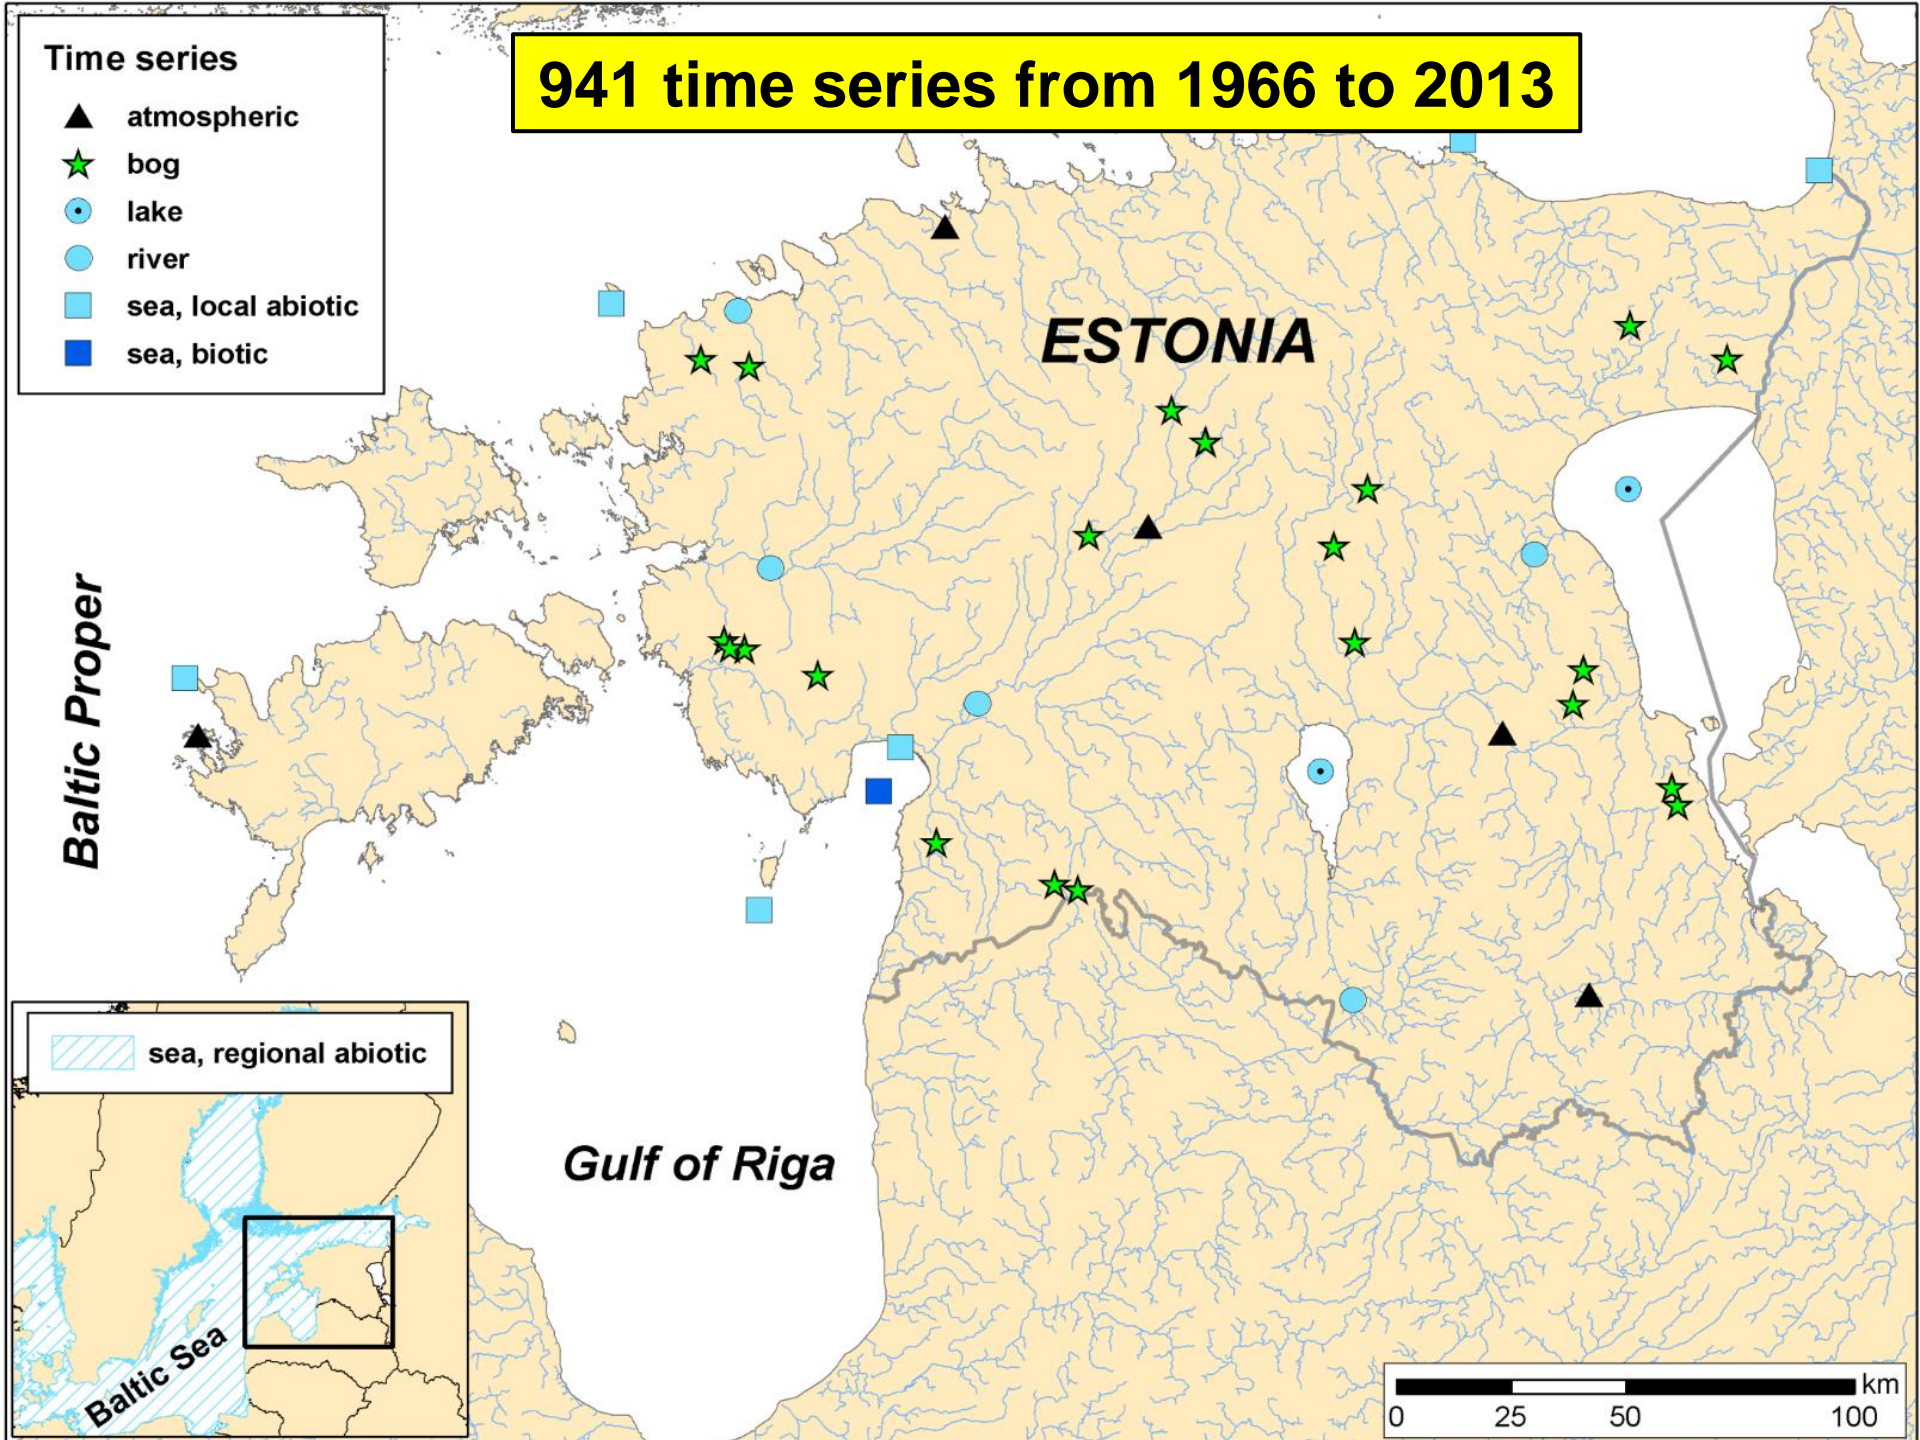 941 time series from 1966 to 2013
Time series
atmospheric
bog
lake
river
sea, local abiotic
sea, biotic
ESTONIA
Baltic Proper
Gulf of Riga
sea, regional abiotic
Baltic Sea
km
0 25 50 100